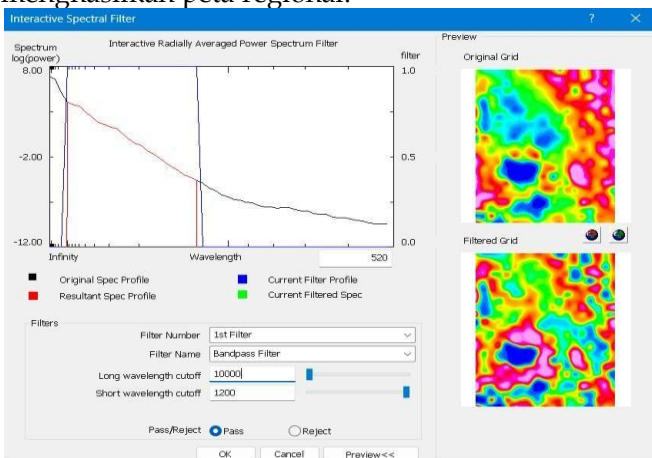 menghasilkan peta regional.
Interactive Spectral Filter ? ×
Spectrum
log(power)
Interactive Radially Averaged Power Spectrum Filter
filter
8.00
1.0
-2.00
0.5
-12.00
0.0
Infinity
Wavelength
520
Original Spec Profile
Current Filter Profile
Resultant Spec Profile
Current Filtered Spec
Filters
Filter Number 1st Filter
Filter Name Bandpass Filter
Long wavelength cutoff 10000
Short wavelength cutoff 1200
Pass/Reject Pass Reject
OK Cancel Preview<<
Preview
Original Grid
Filtered Grid